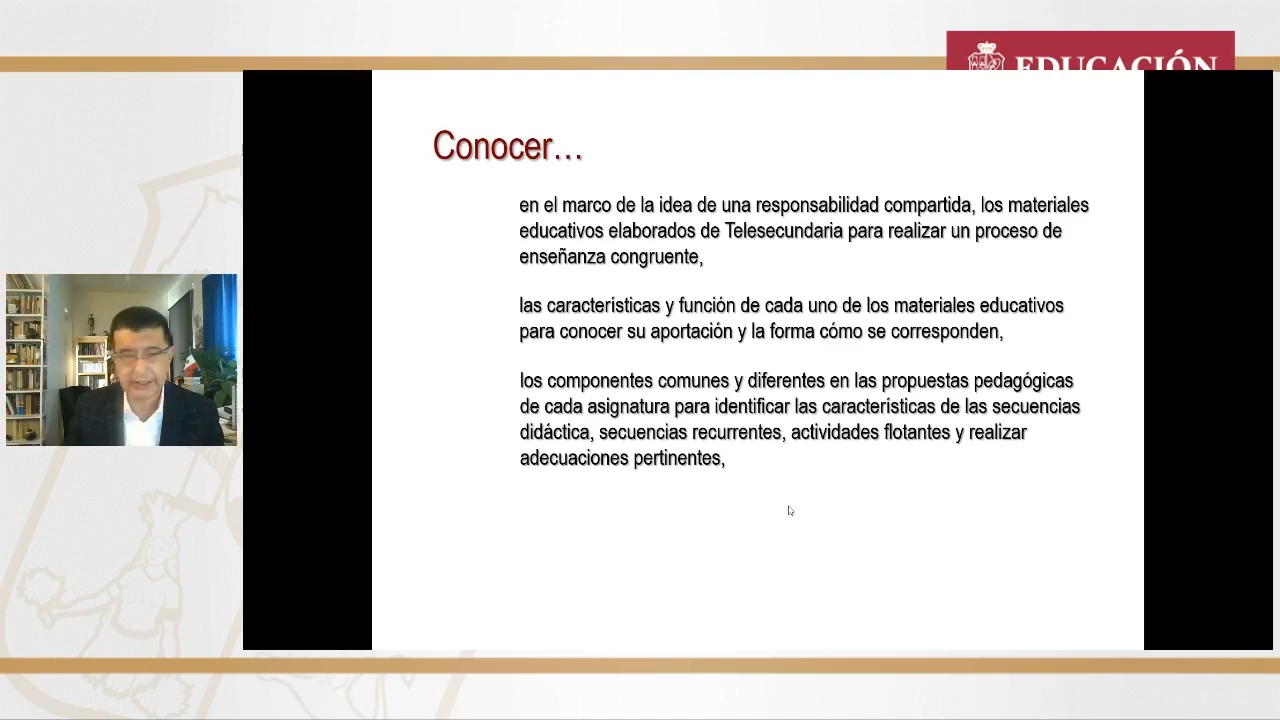 EDUCACIÓN
Conocer...
en el marco de la idea de una responsabilidad compartida, los materiales
educativos elaborados de Telesecundaria para realizar un proceso de
enseñanza congruente,
las características y función de cada uno de los materiales educativos
para conocer su aportación y la forma cómo se corresponden,
los componentes comunes y diferentes en las propuestas pedagógicas
de cada asignatura para identificar las características de las secuencias
didáctica, secuencias recurrentes, actividades flotantes y realizar
adecuaciones pertinentes,